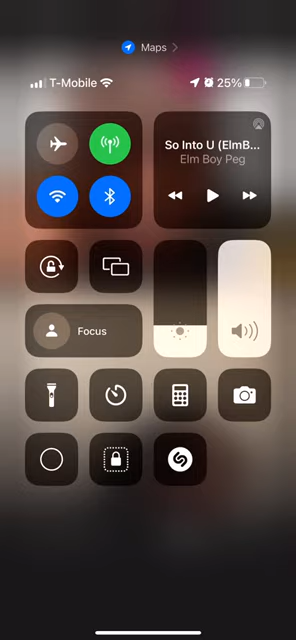 Maps
T-Mobile
25%
So Into U (ElmB...
Elm Boy Peg
Focus